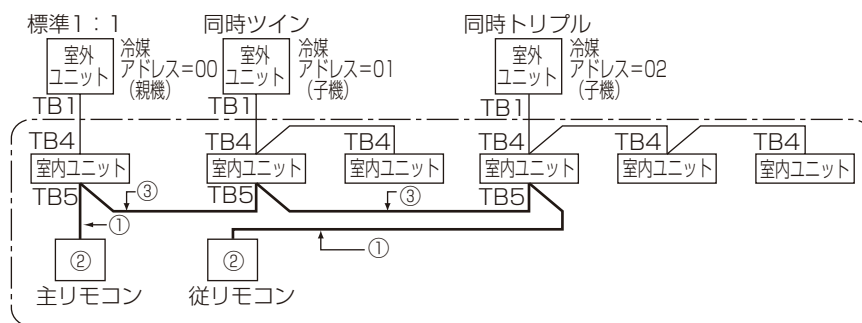 標準1：1
室外
ユニット
冷媒
アドレス=00
(親機)
TB1
同時ツイン
室外
ユニット
冷媒
アドレス=01
(子機)
TB1
同時トリプル
室外
ユニット
冷媒
アドレス=02
(子機)
TB1
TB4
室内ユニット
TB5
TB4
室内ユニット
TB5
TB4
室内ユニット
TB4
室内ユニット
TB5
TB4
室内ユニット
TB4
室内ユニット
③
③
①
①
②
主リモコン
②
従リモコン